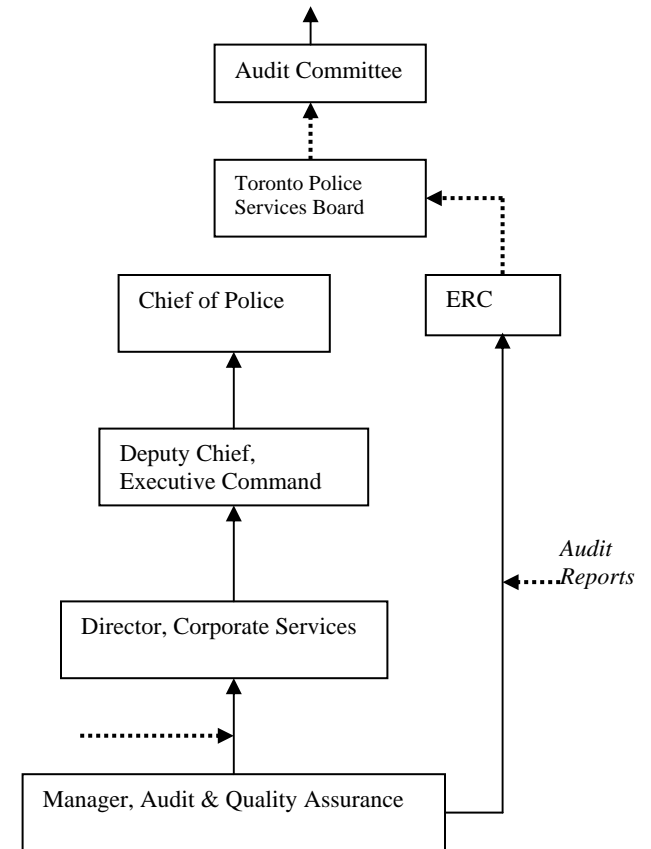 Audit Committee
Toronto Police
Services Board
Chief of Police
ERC
Deputy Chief,
Executive Command
Audit
Reports
Director, Corporate Services
Manager, Audit & Quality Assurance